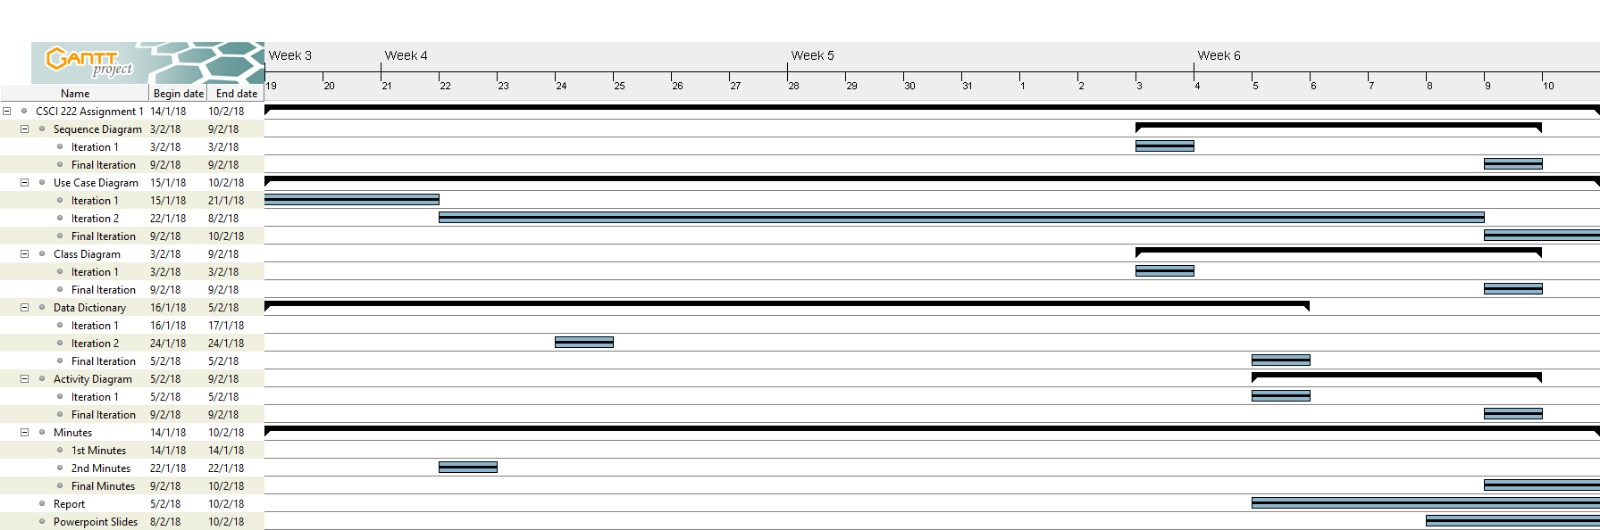 GANTT project
Week 3 Week 4 Week 5 Week 6
19 20 21 22 23 24 25 26 27 28 29 30 31 1 2 3 4 5 6 7 8 9 10
Name Begin date End date
CSCI 222 Assignment 1 14/1/18 10/2/18
Sequence Diagram 3/2/18 9/2/18
Iteration 1 3/2/18 3/2/18
Final Iteration 9/2/18 9/2/18
Use Case Diagram 15/1/18 10/2/18
Iteration 1 15/1/18 21/1/18
Iteration 2 22/1/18 8/2/18
Final Iteration 9/2/18 10/2/18
Class Diagram 3/2/18 9/2/18
Iteration 1 3/2/18 3/2/18
Final Iteration 9/2/18 9/2/18
Data Dictionary 16/1/18 5/2/18
Iteration 1 16/1/18 17/1/18
Iteration 2 24/1/18 24/1/18
Final Iteration 5/2/18 5/2/18
Activity Diagram 5/2/18 9/2/18
Iteration 1 5/2/18 5/2/18
Final Iteration 9/2/18 9/2/18
Minutes 14/1/18 10/2/18
1st Minutes 14/1/18 14/1/18
2nd Minutes 22/1/18 22/1/18
Final Minutes 9/2/18 10/2/18
Report 5/2/18 10/2/18
Powerpoint Slides 8/2/18 10/2/18